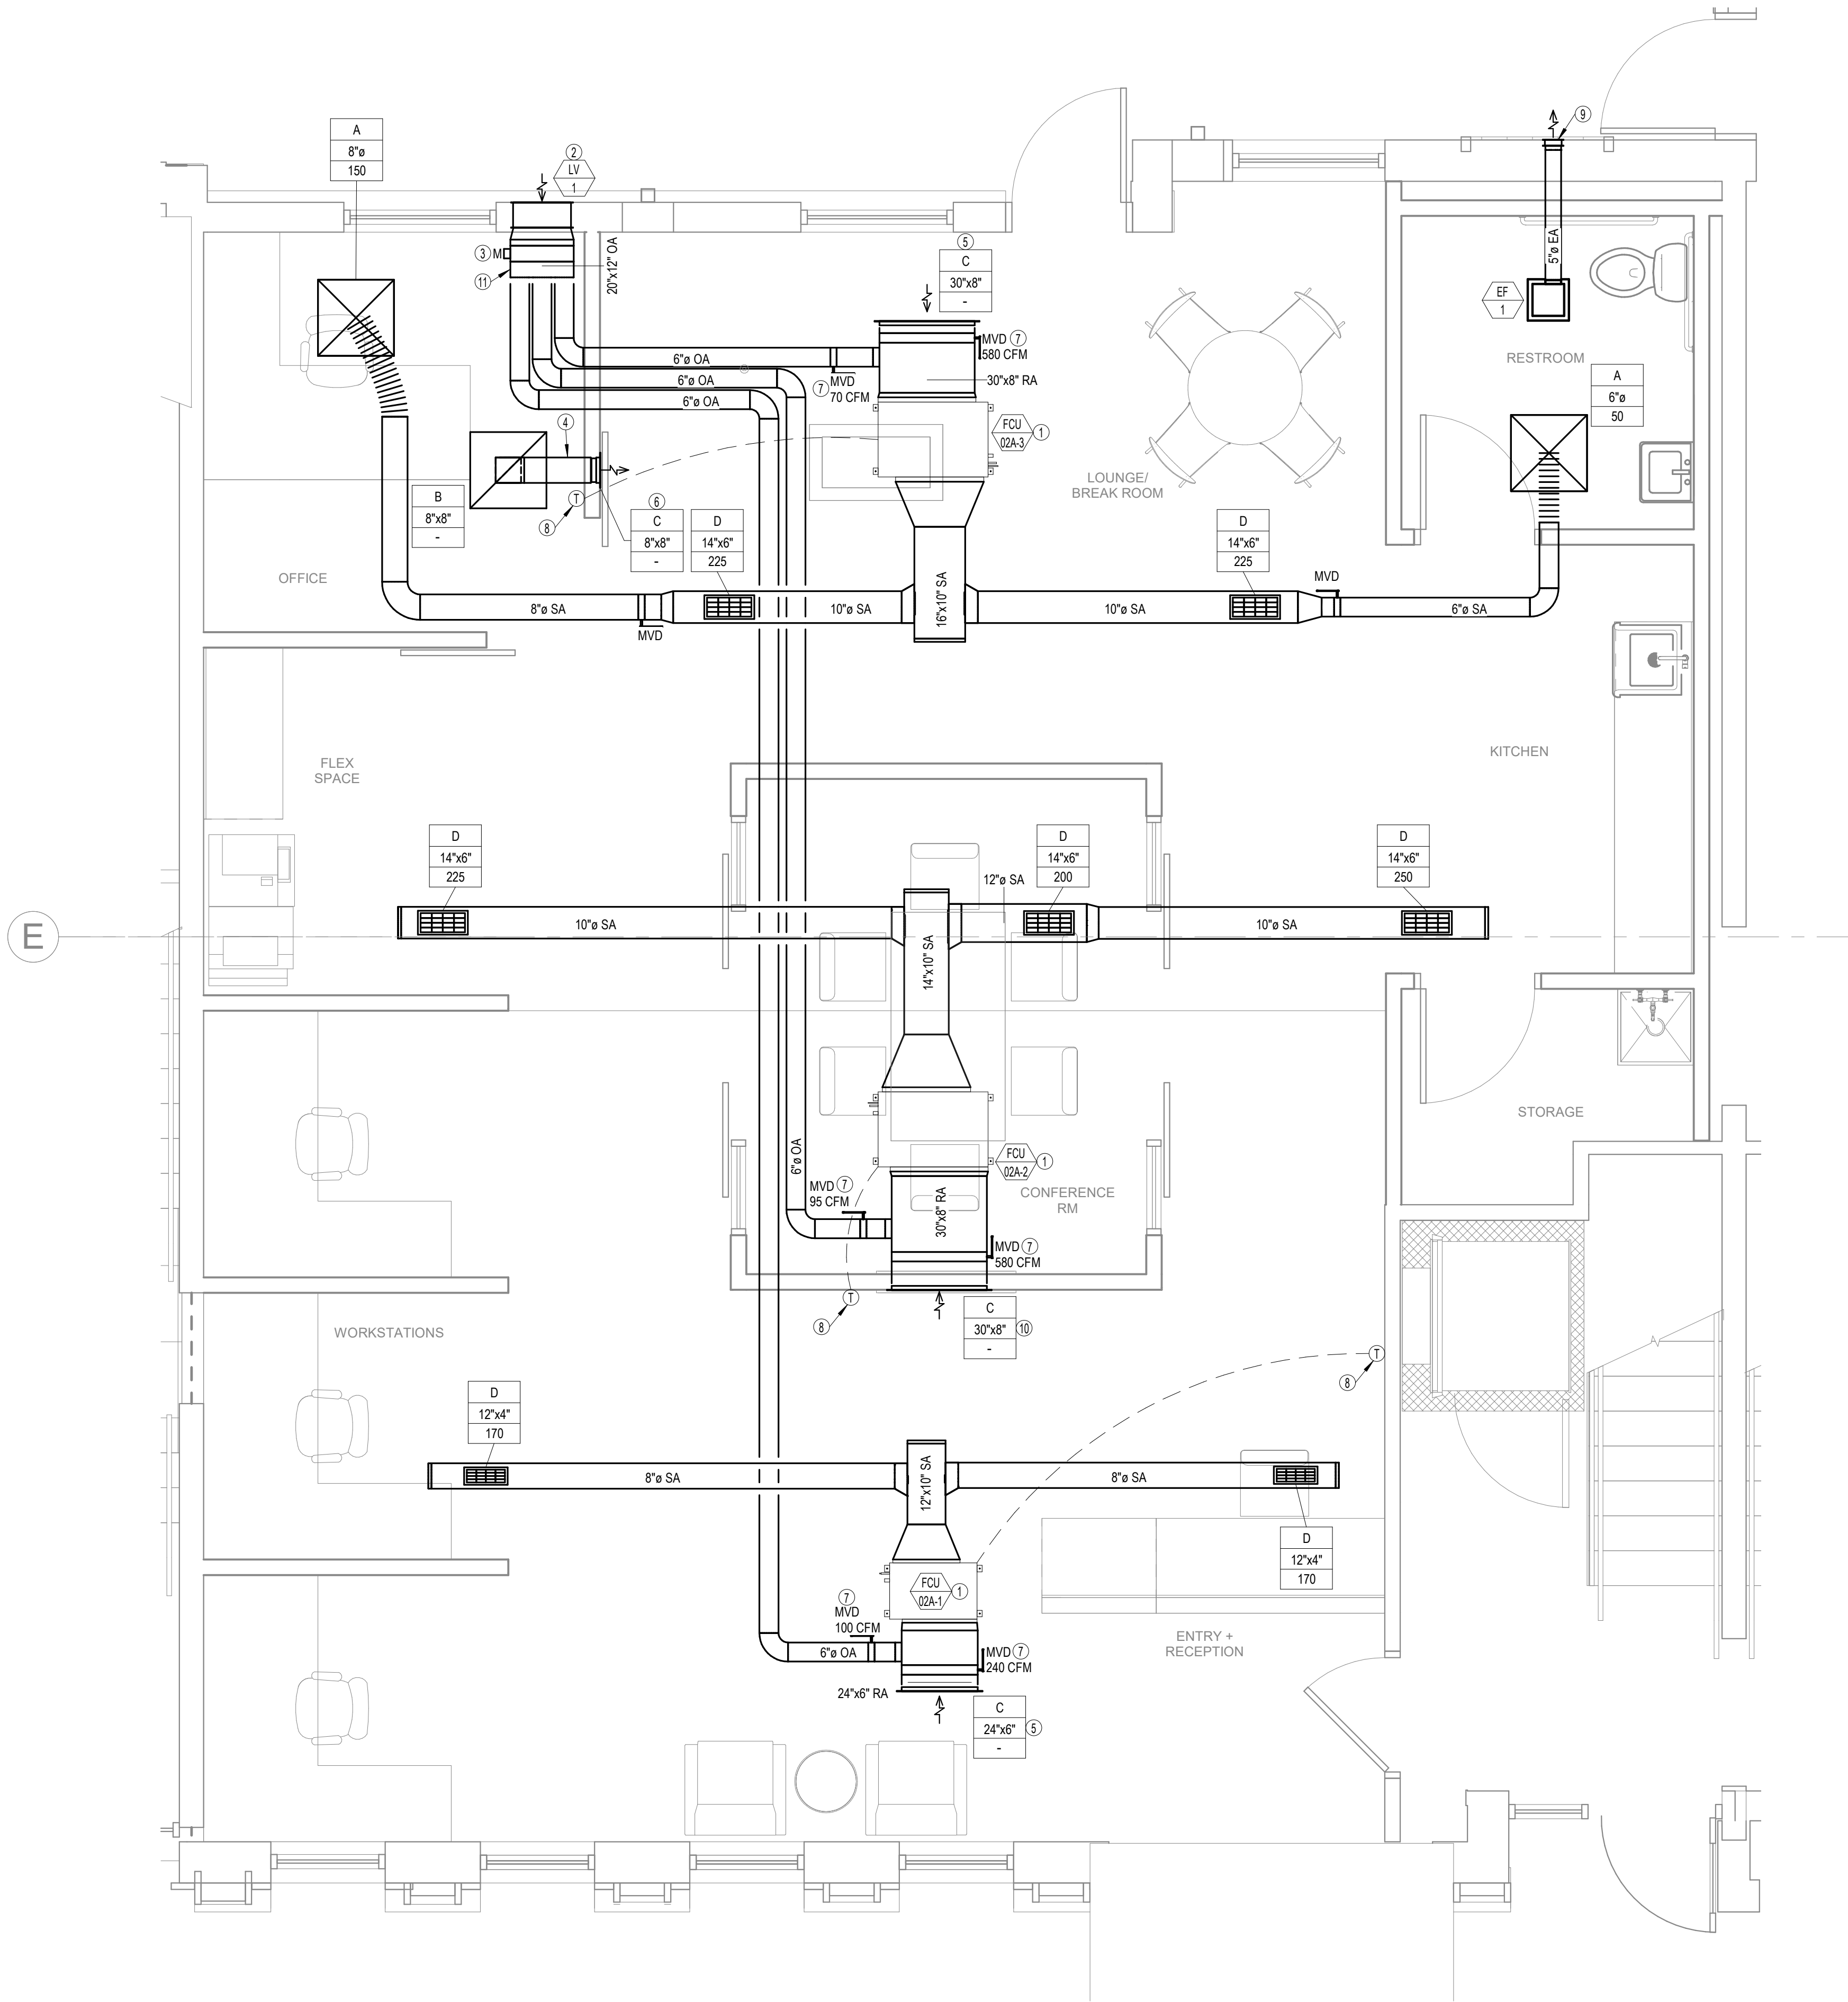 A
8"ø
150
2
LV
1
3 M
11
20"x12" OA
5
C
30"x8"
-
9
5"ø EA
EF
1
RESTROOM
A
6"ø
50
6"ø OA
6"ø OA
6"ø OA
7 MVD
70 CFM
MVD 7
580 CFM
30"x8" RA
FCU
02A-3
1
4
B
8"x8"
-
T
8
6
C
8"x8"
-
D
14"x6"
225
D
14"x6"
225
LOUNGE/
BREAK ROOM
OFFICE
8"ø SA
MVD
10"ø SA
16"x10" SA
10"ø SA
MVD
6"ø SA
FLEX
SPACE
KITCHEN
D
14"x6"
225
12"ø SA
D
14"x6"
200
D
14"x6"
250
E
10"ø SA
14"x10" SA
10"ø SA
STORAGE
6"ø OA
MVD 7
95 CFM
FCU
02A-2
1
30"x8" RA
CONFERENCE
RM
MVD 7
580 CFM
T
8
C
30"x8"
-
10
WORKSTATIONS
T
8
D
12"x4"
170
8"ø SA
12"x10" SA
8"ø SA
D
12"x4"
170
FCU
02A-1
1
7
MVD
100 CFM
6"ø OA
MVD 7
240 CFM
24"x6" RA
ENTRY +
RECEPTION
C
24"x6"
-
5